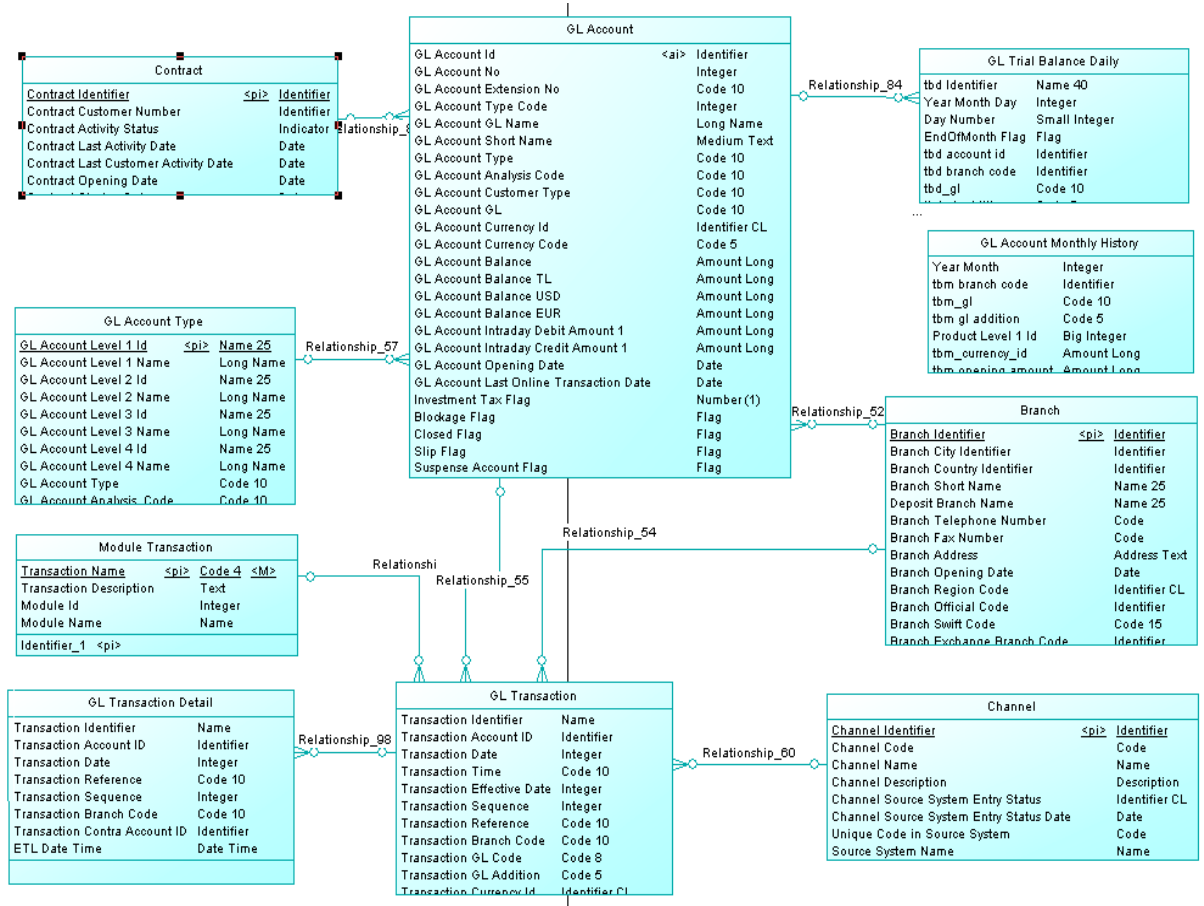 GL Account
GL Account Id <ai> Identifier
GL Account No Integer
GL Account Extension No Code 10
GL Account Type Code Integer
GL Account GL Name Long Name
GL Account Short Name Medium Text
GL Account Type Code 10
GL Account Analysis Code Code 10
GL Account Customer Type Code 10
GL Account GL Code 10
GL Account Currency Id Identifier CL
GL Account Currency Code Code 5
GL Account Balance Amount Long
GL Account Balance TL Amount Long
GL Account Balance USD Amount Long
GL Account Balance EUR Amount Long
GL Account Intraday Debit Amount 1 Amount Long
GL Account Intraday Credit Amount 1 Amount Long
GL Account Opening Date Date
GL Account Last Online Transaction Date Date
Investment Tax Flag Number (1)
Blockage Flag Flag
Closed Flag Flag
Slip Flag Flag
Suspense Account Flag Flag
Contract
Contract Identifier <pi> Identifier
Contract Customer Number Identifier
Contract Activity Status Indicator
Contract Last Activity Date Date
Contract Last Customer Activity Date Date
Contract Opening Date Date
elationship_8
Relationship_84
GL Trial Balance Daily
tbd Identifier Name 40
Year Month Day Integer
Day Number Small Integer
EndOfMonth Flag Flag
tbd account id Identifier
tbd branch code Identifier
tbd_gl Code 10
...
GL Account Monthly History
Year Month Integer
tbm branch code Identifier
tbm_gl Code 10
tbm gl addition Code 5
Product Level 1 Id Big Integer
tbm_currency_id Amount Long
tbm opening amount Amount Long
GL Account Type
GL Account Level 1 Id <pi> Name 25
GL Account Level 1 Name Long Name
GL Account Level 2 Id Name 25
GL Account Level 2 Name Long Name
GL Account Level 3 Id Name 25
GL Account Level 3 Name Long Name
GL Account Level 4 Id Name 25
GL Account Level 4 Name Long Name
GL Account Type Code 10
GL Account Analysis_Code Code 10
Relationship_57
Relationship_52
Branch
Branch Identifier <pi> Identifier
Branch City Identifier Identifier
Branch Country Identifier Identifier
Branch Short Name Name 25
Deposit Branch Name Name 25
Branch Telephone Number Code
Branch Fax Number Code
Branch Address Address Text
Branch Opening Date Date
Branch Region Code Identifier CL
Branch Official Code Identifier
Branch Swift Code Code 15
Branch Exchange Branch Code Identifier
Module Transaction
Transaction Name <pi> Code 4 <M>
Transaction Description Text
Module Id Integer
Module Name Name
Identifier_1 <pi>
Relationshi
Relationship_55
Relationship_54
GL Transaction Detail
Transaction Identifier Name
Transaction Account ID Identifier
Transaction Date Integer
Transaction Reference Code 10
Transaction Sequence Integer
Transaction Branch Code Code 10
Transaction Contra Account ID Identifier
ETL Date Time Date Time
Relationship_98
GL Transaction
Transaction Identifier Name
Transaction Account ID Identifier
Transaction Date Integer
Transaction Time Code 10
Transaction Effective Date Integer
Transaction Sequence Integer
Transaction Reference Code 10
Transaction Branch Code Code 10
Transaction GL Code Code 8
Transaction GL Addition Code 5
Transaction Currency Id Identifier CL
Relationship_60
Channel
Channel Identifier <pi> Identifier
Channel Code Code
Channel Name Name
Channel Description Description
Channel Source System Entry Status Identifier CL
Channel Source System Entry Status Date Date
Unique Code in Source System Code
Source System Name Name